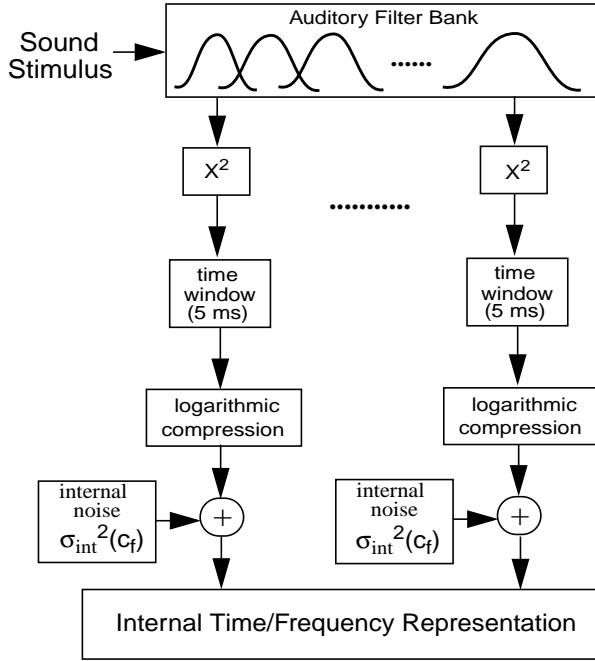 Auditory Filter Bank
Sound
Stimulus
......
X²
X²
...........
time
window
(5 ms)
time
window
(5 ms)
logarithmic
compression
logarithmic
compression
internal
noise
σint²(cf)
+
internal
noise
σint²(cf)
+
Internal Time/Frequency Representation